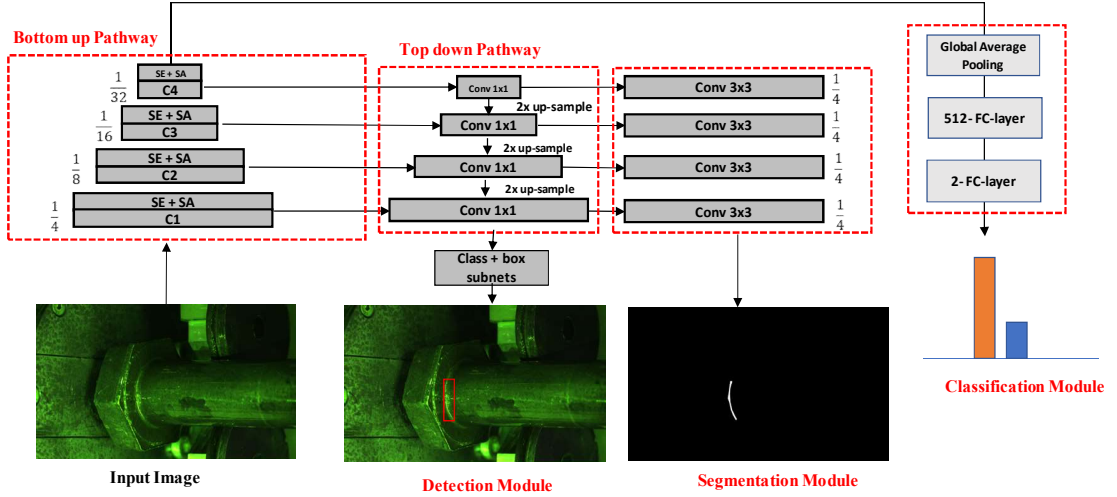 Bottom up Pathway
Top down Pathway
1/32
SE + SA
C4
1/16
SE + SA
C3
1/8
SE + SA
C2
1/4
SE + SA
C1
Conv 1x1
2x up-sample
Conv 1x1
2x up-sample
Conv 1x1
2x up-sample
Conv 1x1
Conv 3x3
1/4
Conv 3x3
1/4
Conv 3x3
1/4
Conv 3x3
1/4
Global Average
Pooling
512- FC-layer
2- FC-layer
Class + box
subnets
Input Image
Detection Module
Segmentation Module
Classification Module